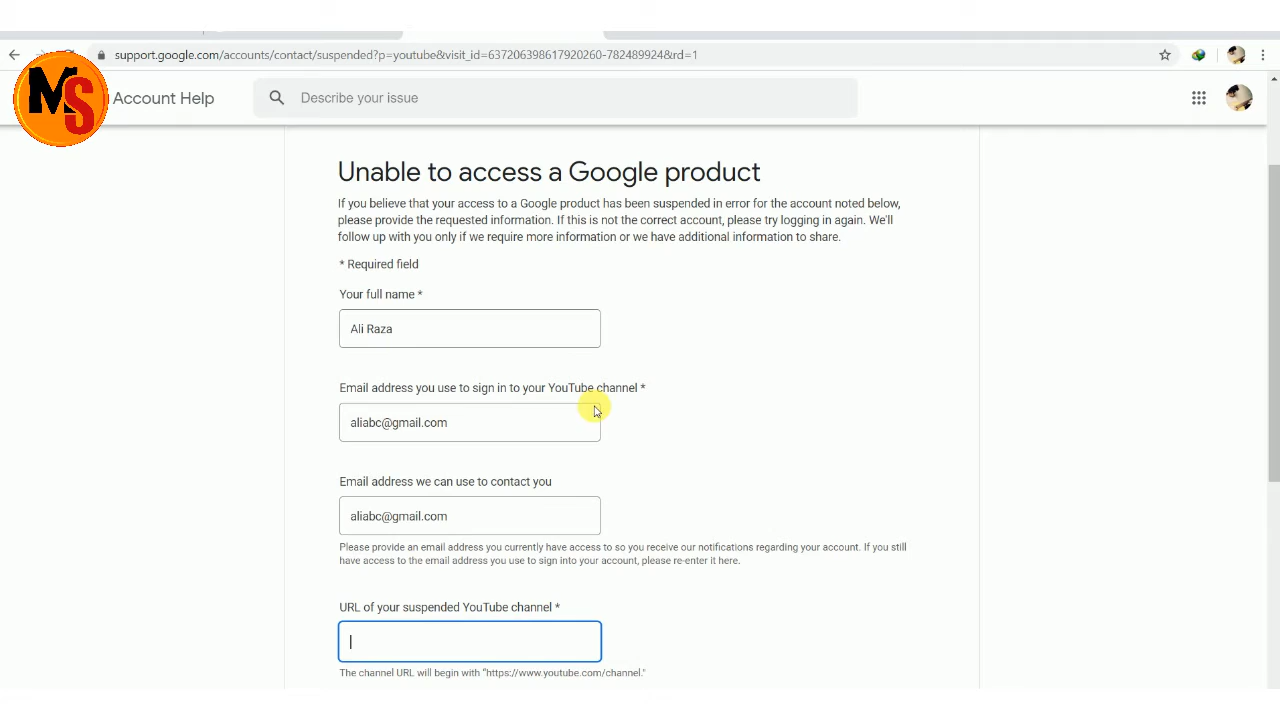 support.google.com/accounts/contact/suspended?p=youtube&visit_id=637206398617920260-782489924&rd=1
MS
Account Help
Describe your issue
Unable to access a Google product
If you believe that your access to a Google product has been suspended in error for the account noted below,
please provide the requested information. If this is not the correct account, please try logging in again. We'll
follow up with you only if we require more information or we have additional information to share.
* Required field
Your full name *
Ali Raza
Email address you use to sign in to your YouTube channel *
aliabc@gmail.com
Email address we can use to contact you
aliabc@gmail.com
Please provide an email address you currently have access to so you receive our notifications regarding your account. If you still
have access to the email address you use to sign into your account, please re-enter it here.
URL of your suspended YouTube channel *
The channel URL will begin with "https://www.youtube.com/channel."